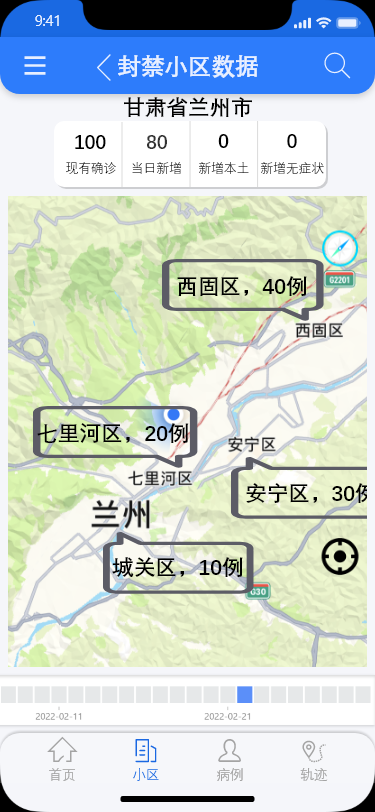 9:41
封禁小区数据
甘肃省兰州市
100 80 0 0
现有确诊 当日新增 新增本土 新增无症状
西固区，40例
G2201
西固区
七里河区，20例
安宁区
七里河区
安宁区，30例
兰州
城关区，10例
G30
2022-02-11 2022-02-21
首页 小区 病例 轨迹